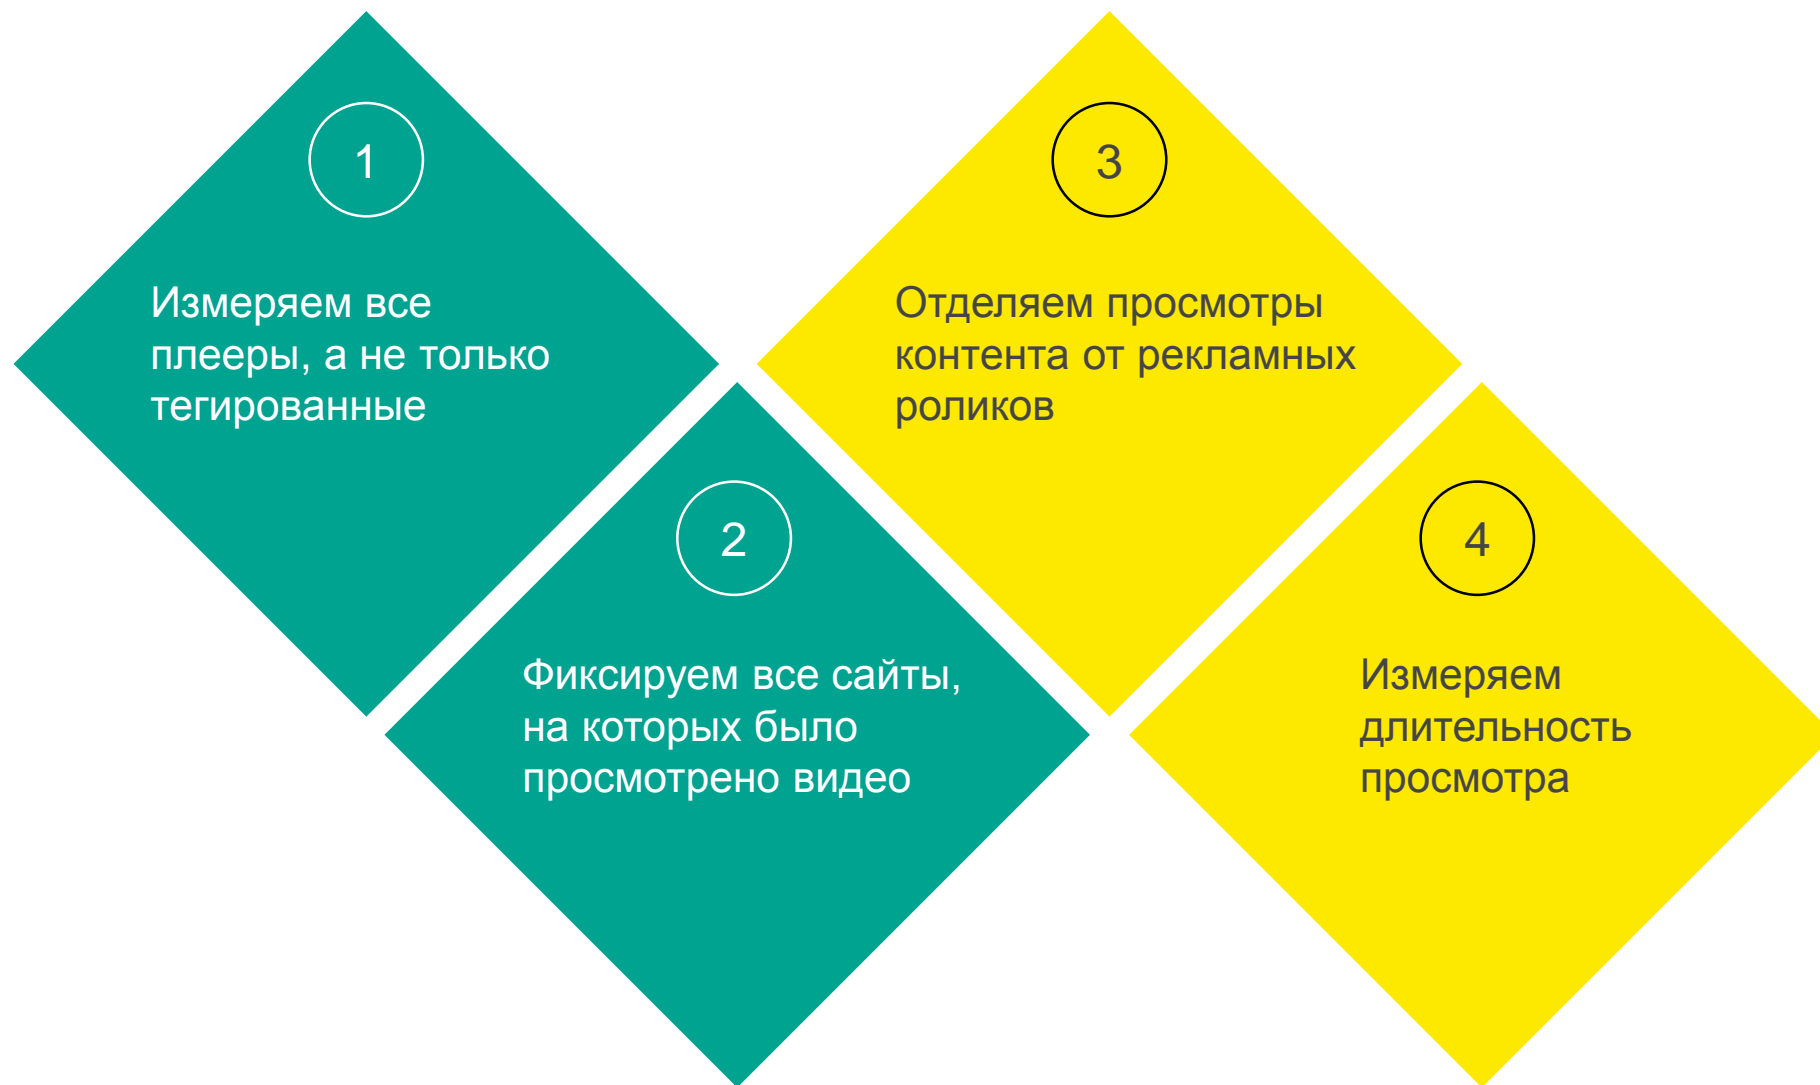 1
Измеряем все
плееры, а не только
тегированные
2
Фиксируем все сайты,
на которых было
просмотрено видео
3
Отделяем просмотры
контента от рекламных
роликов
4
Измеряем
длительность
просмотра